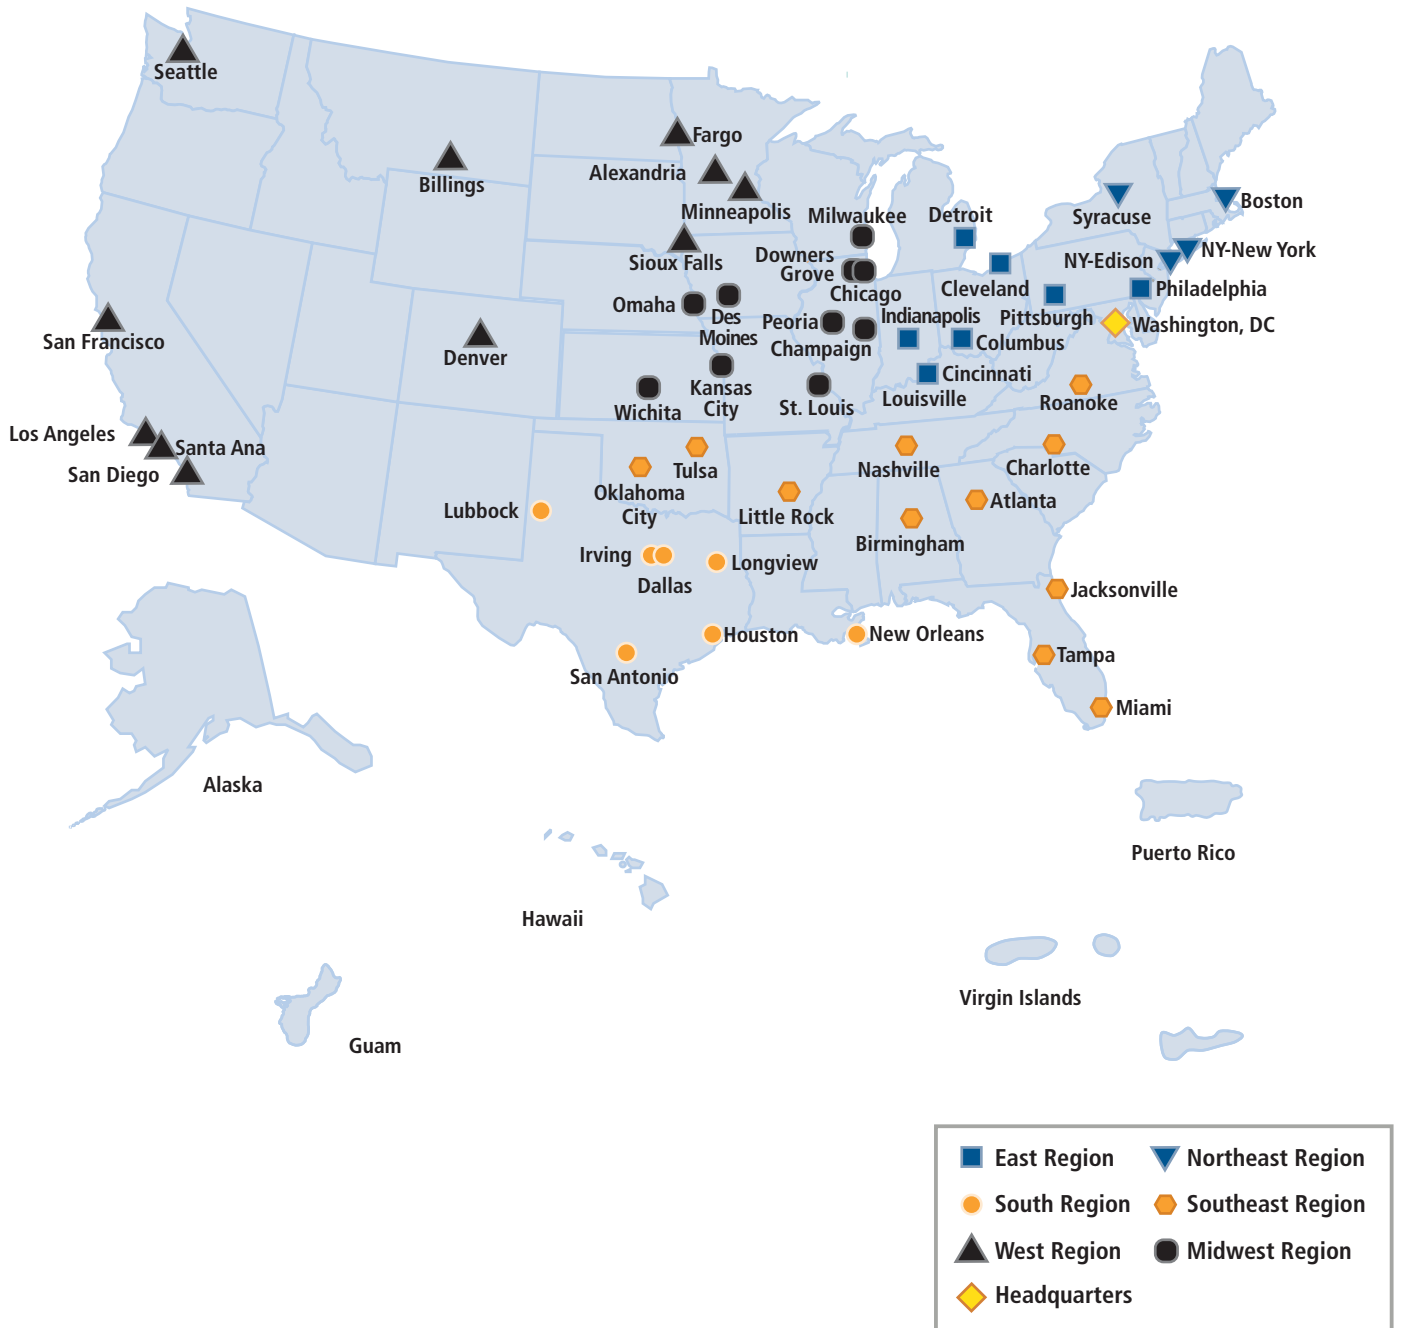 Seattle
Fargo
Billings
Alexandria
Minneapolis
Milwaukee
Detroit
Syracuse
Boston
Sioux Falls
Downers
Grove
NY-New York
NY-Edison
Omaha
Des
Moines
Chicago
Cleveland
Philadelphia
Peoria
Indianapolis
Pittsburgh
Washington, DC
San Francisco
Denver
Champaign
Columbus
Kansas
City
Cincinnati
Wichita
St. Louis
Louisville
Roanoke
Los Angeles
Santa Ana
San Diego
Tulsa
Nashville
Charlotte
Oklahoma
City
Lubbock
Little Rock
Atlanta
Birmingham
Irving
Dallas
Longview
Jacksonville
Houston
New Orleans
Tampa
San Antonio
Miami
Alaska
Puerto Rico
Hawaii
Virgin Islands
Guam
East Region
Northeast Region
South Region
Southeast Region
West Region
Midwest Region
Headquarters